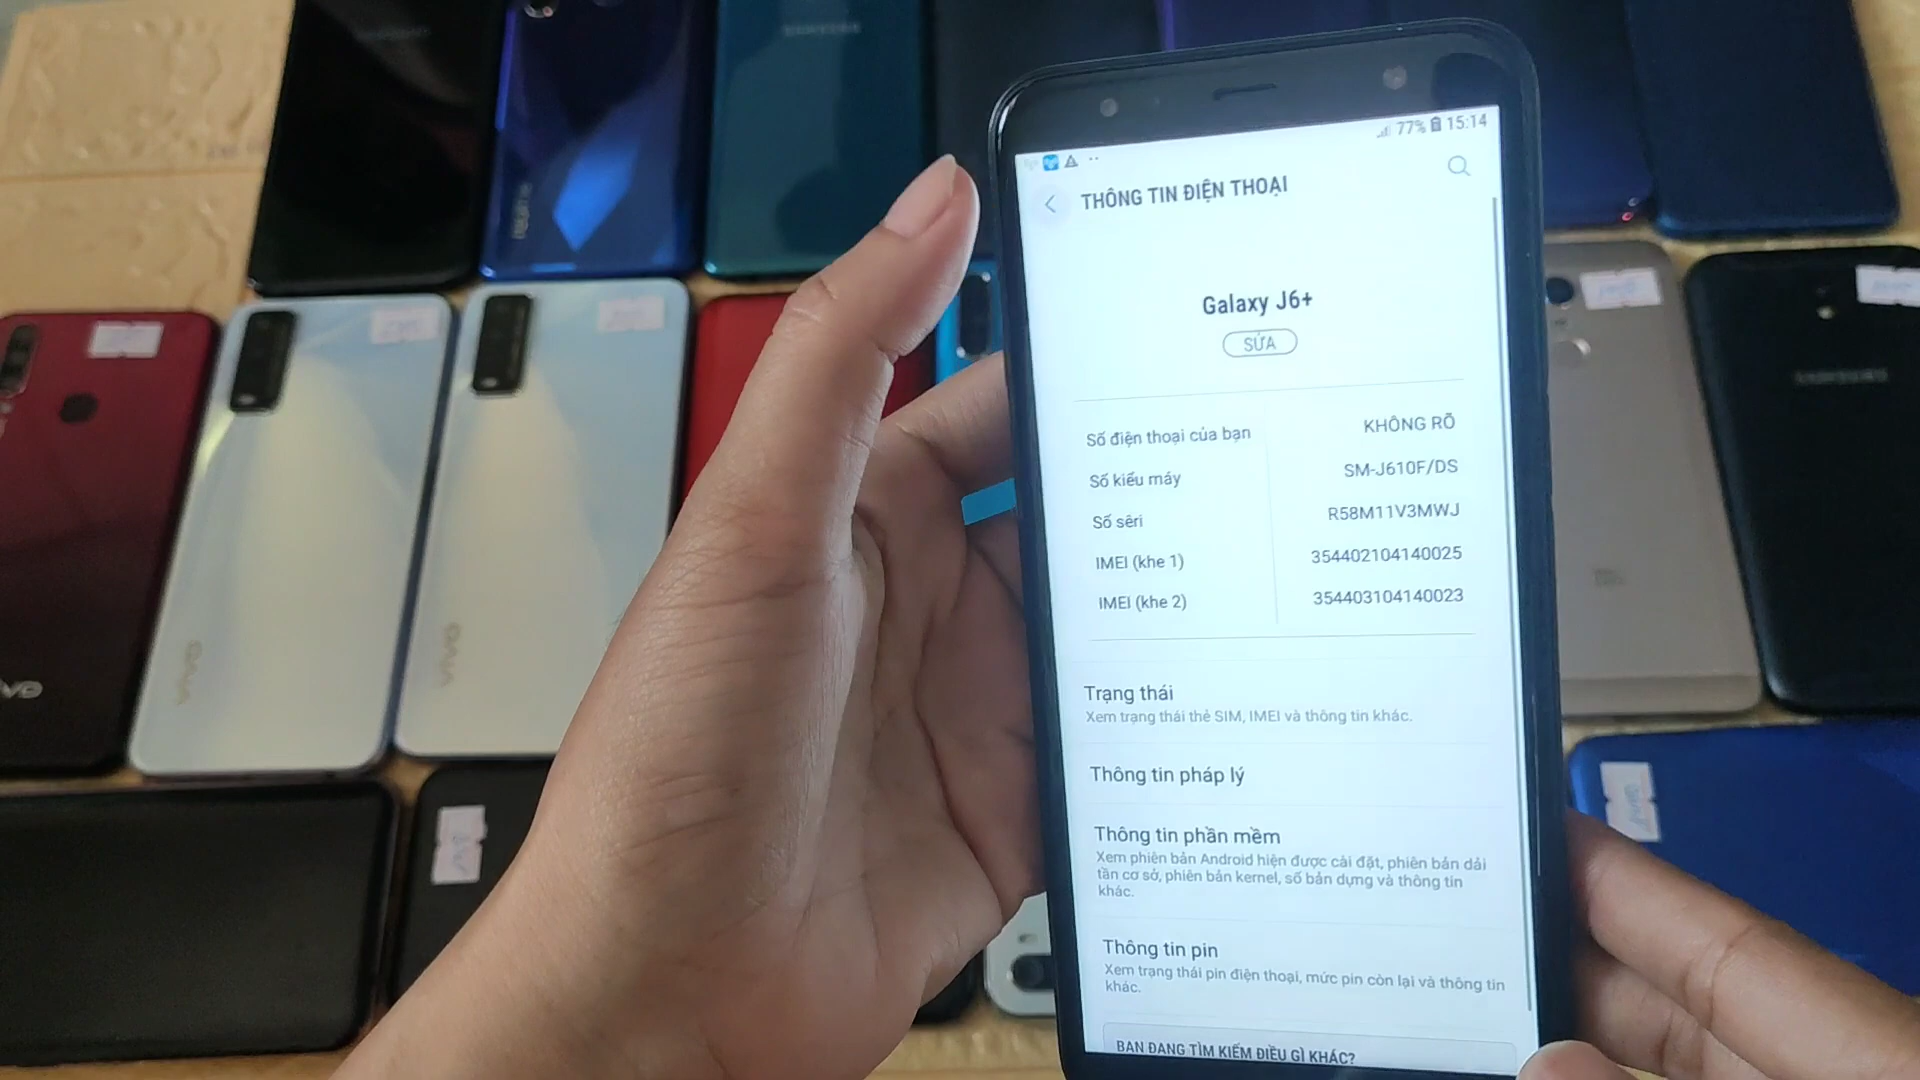 SAMSUNG
77% 15:14
THÔNG TIN ĐIỆN THOẠI
Galaxy J6+
SỬA
Số điện thoại của bạn KHÔNG RÕ
Số kiểu máy SM-J610F/DS
Số sêri R58M11V3MWJ
IMEI (khe 1) 354402104140025
IMEI (khe 2) 354403104140023
Trạng thái
Xem trạng thái thẻ SIM, IMEI và thông tin khác.
Thông tin pháp lý
Thông tin phần mềm
Xem phiên bản Android hiện được cài đặt, phiên bản dải
tần cơ sở, phiên bản kernel, số bản dựng và thông tin
khác.
Thông tin pin
Xem trạng thái pin điện thoại, mức pin còn lại và thông tin
khác.
BẠN ĐANG TÌM KIẾM ĐIỀU GÌ KHÁC?
vivo
vivo
SAMSUNG